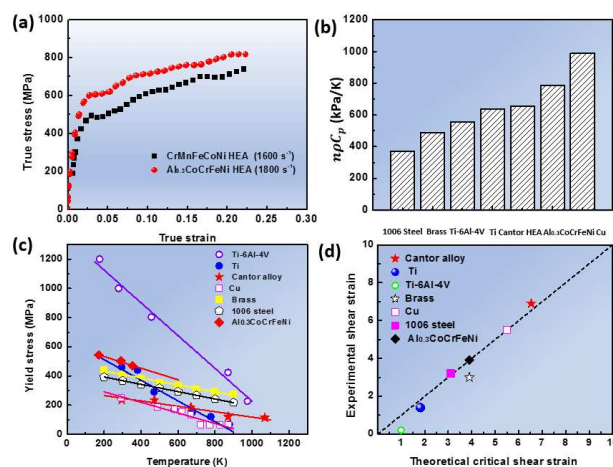 (a)
True stress (MPa)
1000
800
600
400
200
0
0.00 0.05 0.10 0.15 0.20 0.25 0.30
True strain
CrMnFeCoNi HEA (1600 s⁻¹)
Al₀.₃CoCrFeNi HEA (1800 s⁻¹)
(b)
nρCp (kPa/K)
1200
1000
800
600
400
200
0
1006 Steel Brass Ti-6Al-4V Ti Cantor HEA Al₀.₃CoCrFeNi Cu
(c)
Yield stress (MPa)
1200
1000
800
600
400
200
0
0 200 400 600 800 1000
Temperature (K)
Ti-6Al-4V
Ti
Cantor alloy
Cu
Brass
1006 steel
Al₀.₃CoCrFeNi
(d)
Experimental shear strain
10
8
6
4
2
0
0 1 2 3 4 5 6 7 8 9 10
Theoretical critical shear strain
Cantor alloy
Ti
Ti-6Al-4V
Brass
Cu
1006 steel
Al₀.₃CoCrFeNi